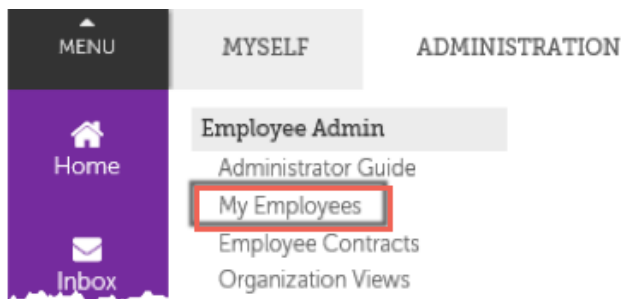 MENU
MYSELF
ADMINISTRATION
Home
Inbox
Employee Admin
Administrator Guide
My Employees
Employee Contracts
Organization Views